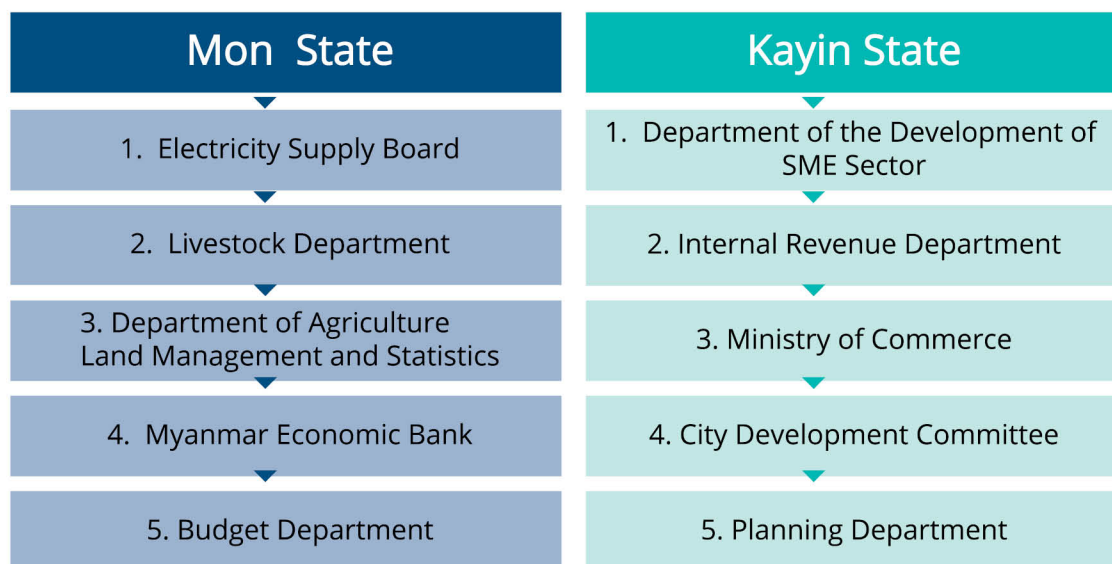 Mon State
1. Electricity Supply Board
2. Livestock Department
3. Department of Agriculture
Land Management and Statistics
4. Myanmar Economic Bank
5. Budget Department
Kayin State
1. Department of the Development of
SME Sector
2. Internal Revenue Department
3. Ministry of Commerce
4. City Development Committee
5. Planning Department